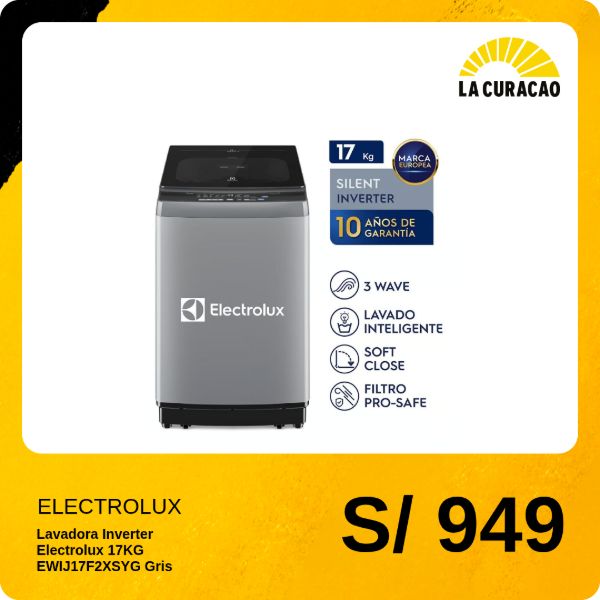 LA CURACAO
17 Kg
MARCA
EUROPEA
SILENT
INVERTER
10 AÑOS DE
GARANTÍA
3 WAVE
LAVADO
INTELIGENTE
SOFT
CLOSE
FILTRO
PRO-SAFE
Electrolux
ELECTROLUX
Lavadora Inverter
Electrolux 17KG
EWIJ17F2XSYG Gris
S/ 949